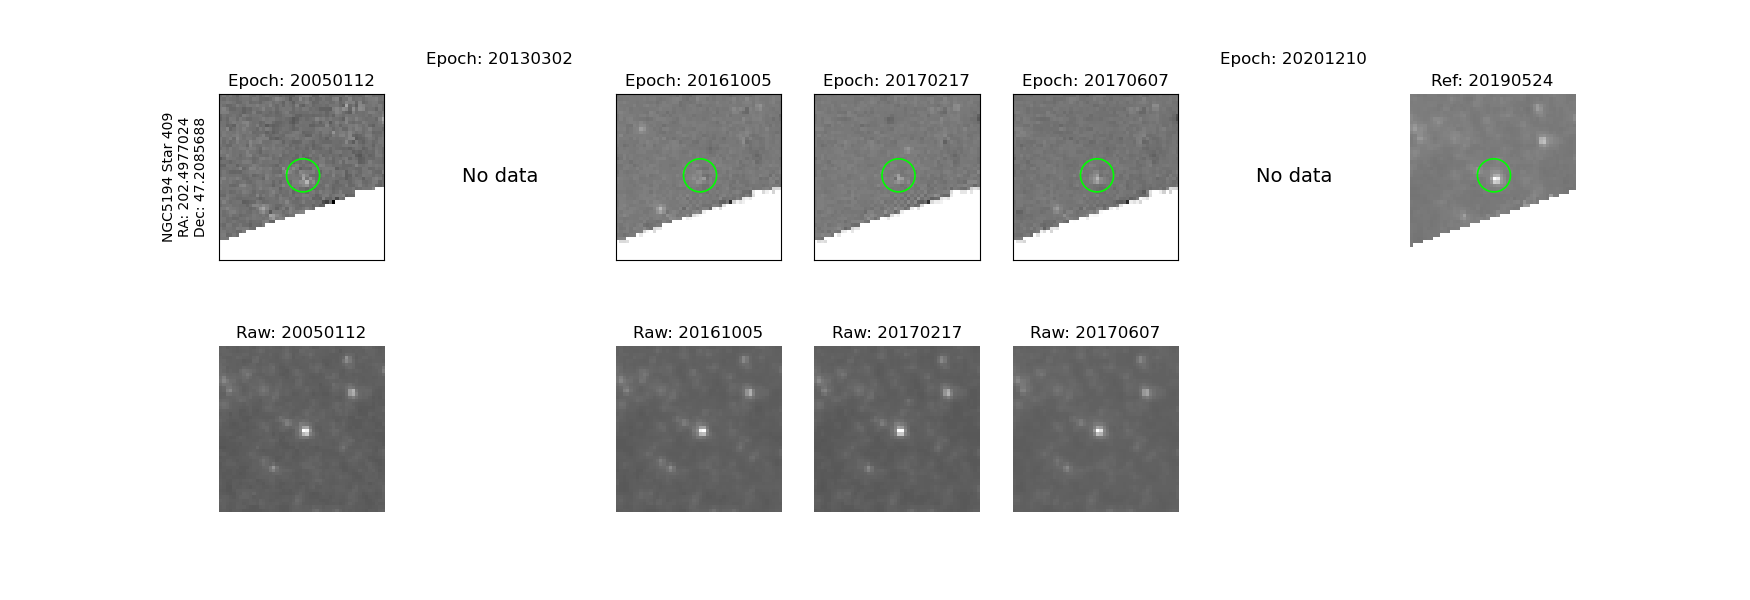 Epoch: 20130302
Epoch: 20201210
Epoch: 20050112
Epoch: 20161005
Epoch: 20170217
Epoch: 20170607
Ref: 20190524
NGC5194 Star 409
RA: 202.4977024
Dec: 47.2085688
No data
No data
Raw: 20050112
Raw: 20161005
Raw: 20170217
Raw: 20170607